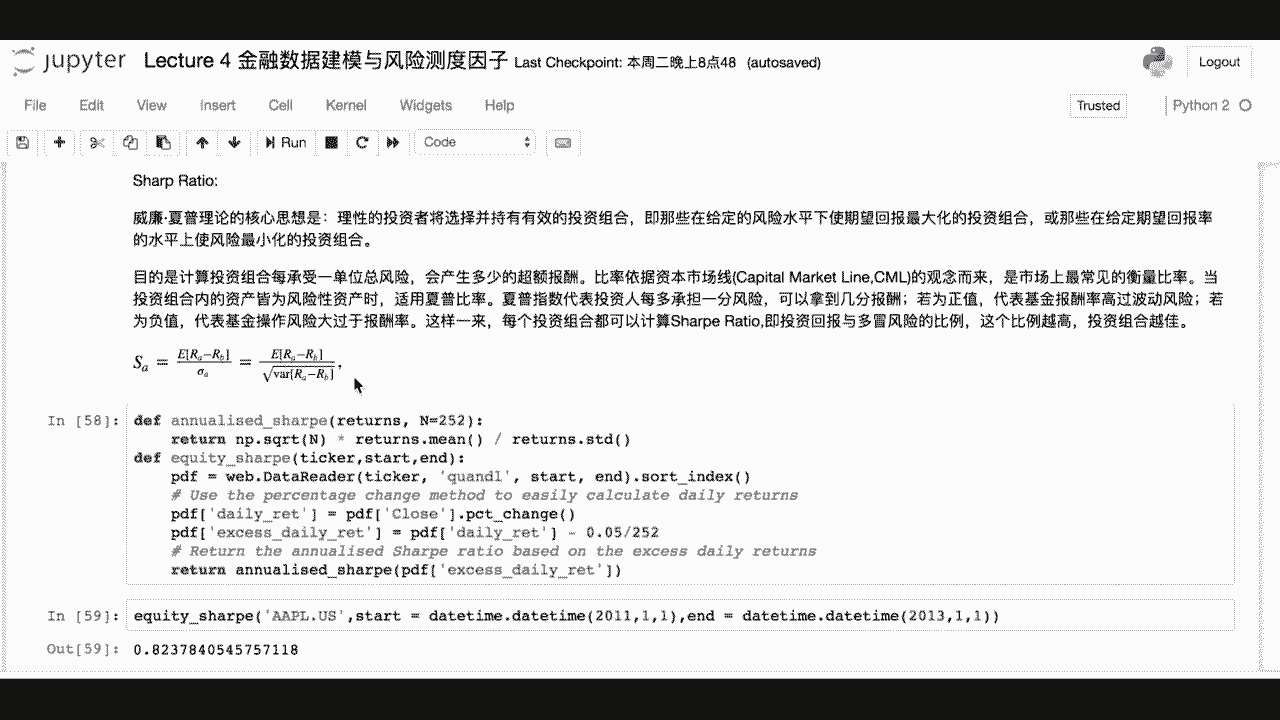 jupyter Lecture 4 金融数据建模与风险测度因子 Last Checkpoint: 本周二晚上8点48 (autosaved)
Logout
File Edit View Insert Cell Kernel Widgets Help
Trusted
Python 2
Run
Code
Sharp Ratio:
威廉·夏普理论的核心思想是：理性的投资者将选择并持有有效的投资组合，即那些在给定的风险水平下使期望回报最大化的投资组合，或那些在给定期望回报率
的水平上使风险最小化的投资组合。
目的是计算投资组合每承受一单位总风险，会产生多少的超额报酬。比率依据资本市场线(Capital Market Line,CML)的观念而来，是市场上最常见的衡量比率。当
投资组合内的资产皆为风险性资产时，适用夏普比率。夏普指数代表投资人每多承担一分风险，可以拿到几分报酬；若为正值，代表基金报酬率高过波动风险；若
为负值，代表基金操作风险大过于报酬率。这样一来，每个投资组合都可以计算Sharpe Ratio,即投资回报与多冒风险的比例，这个比例越高，投资组合越佳。
S_a = E[R_a−R_b] / σ_a = E[R_a−R_b] / √var[R_a−R_b],
In [58]: def annualised_sharpe(returns, N=252):
return np.sqrt(N) * returns.mean() / returns.std()
def equity_sharpe(ticker,start,end):
pdf = web.DataReader(ticker, 'quandl', start, end).sort_index()
# Use the percentage change method to easily calculate daily returns
pdf['daily_ret'] = pdf['Close'].pct_change()
pdf['excess_daily_ret'] = pdf['daily_ret'] - 0.05/252
# Return the annualised Sharpe ratio based on the excess daily returns
return annualised_sharpe(pdf['excess_daily_ret'])
In [59]: equity_sharpe('AAPL.US',start = datetime.datetime(2011,1,1),end = datetime.datetime(2013,1,1))
Out[59]: 0.8237840545757118